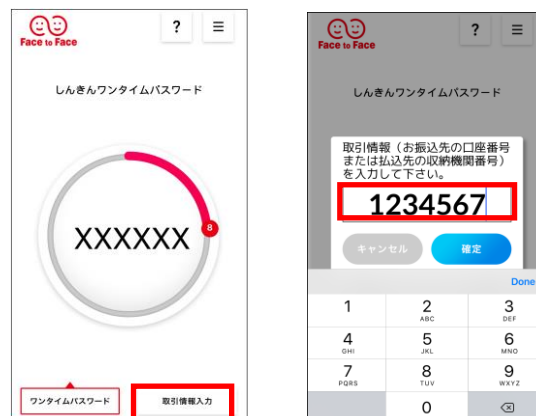 Face to Face
?
しんきんワンタイムパスワード
XXXXXX
8
ワンタイムパスワード
取引情報入力
Face to Face
?
しんきんワンタイムパスワード
取引情報（お振込先の口座番号
または払込先の収納機関番号）
を入力して下さい。
1234567
キャンセル
確定
Done
1
2
ABC
3
DEF
4
GHI
5
JKL
6
MNO
7
PQRS
8
TUV
9
WXYZ
0